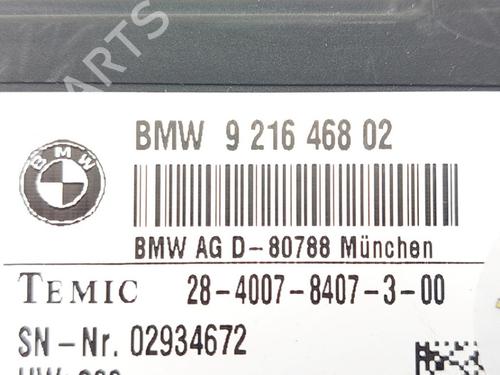 PARTS
BMW
BMW 9 216 468 02
BMW AG D-80788 München
TEMIC 28-4007-8407-3-00
SN-Nr. 02934672